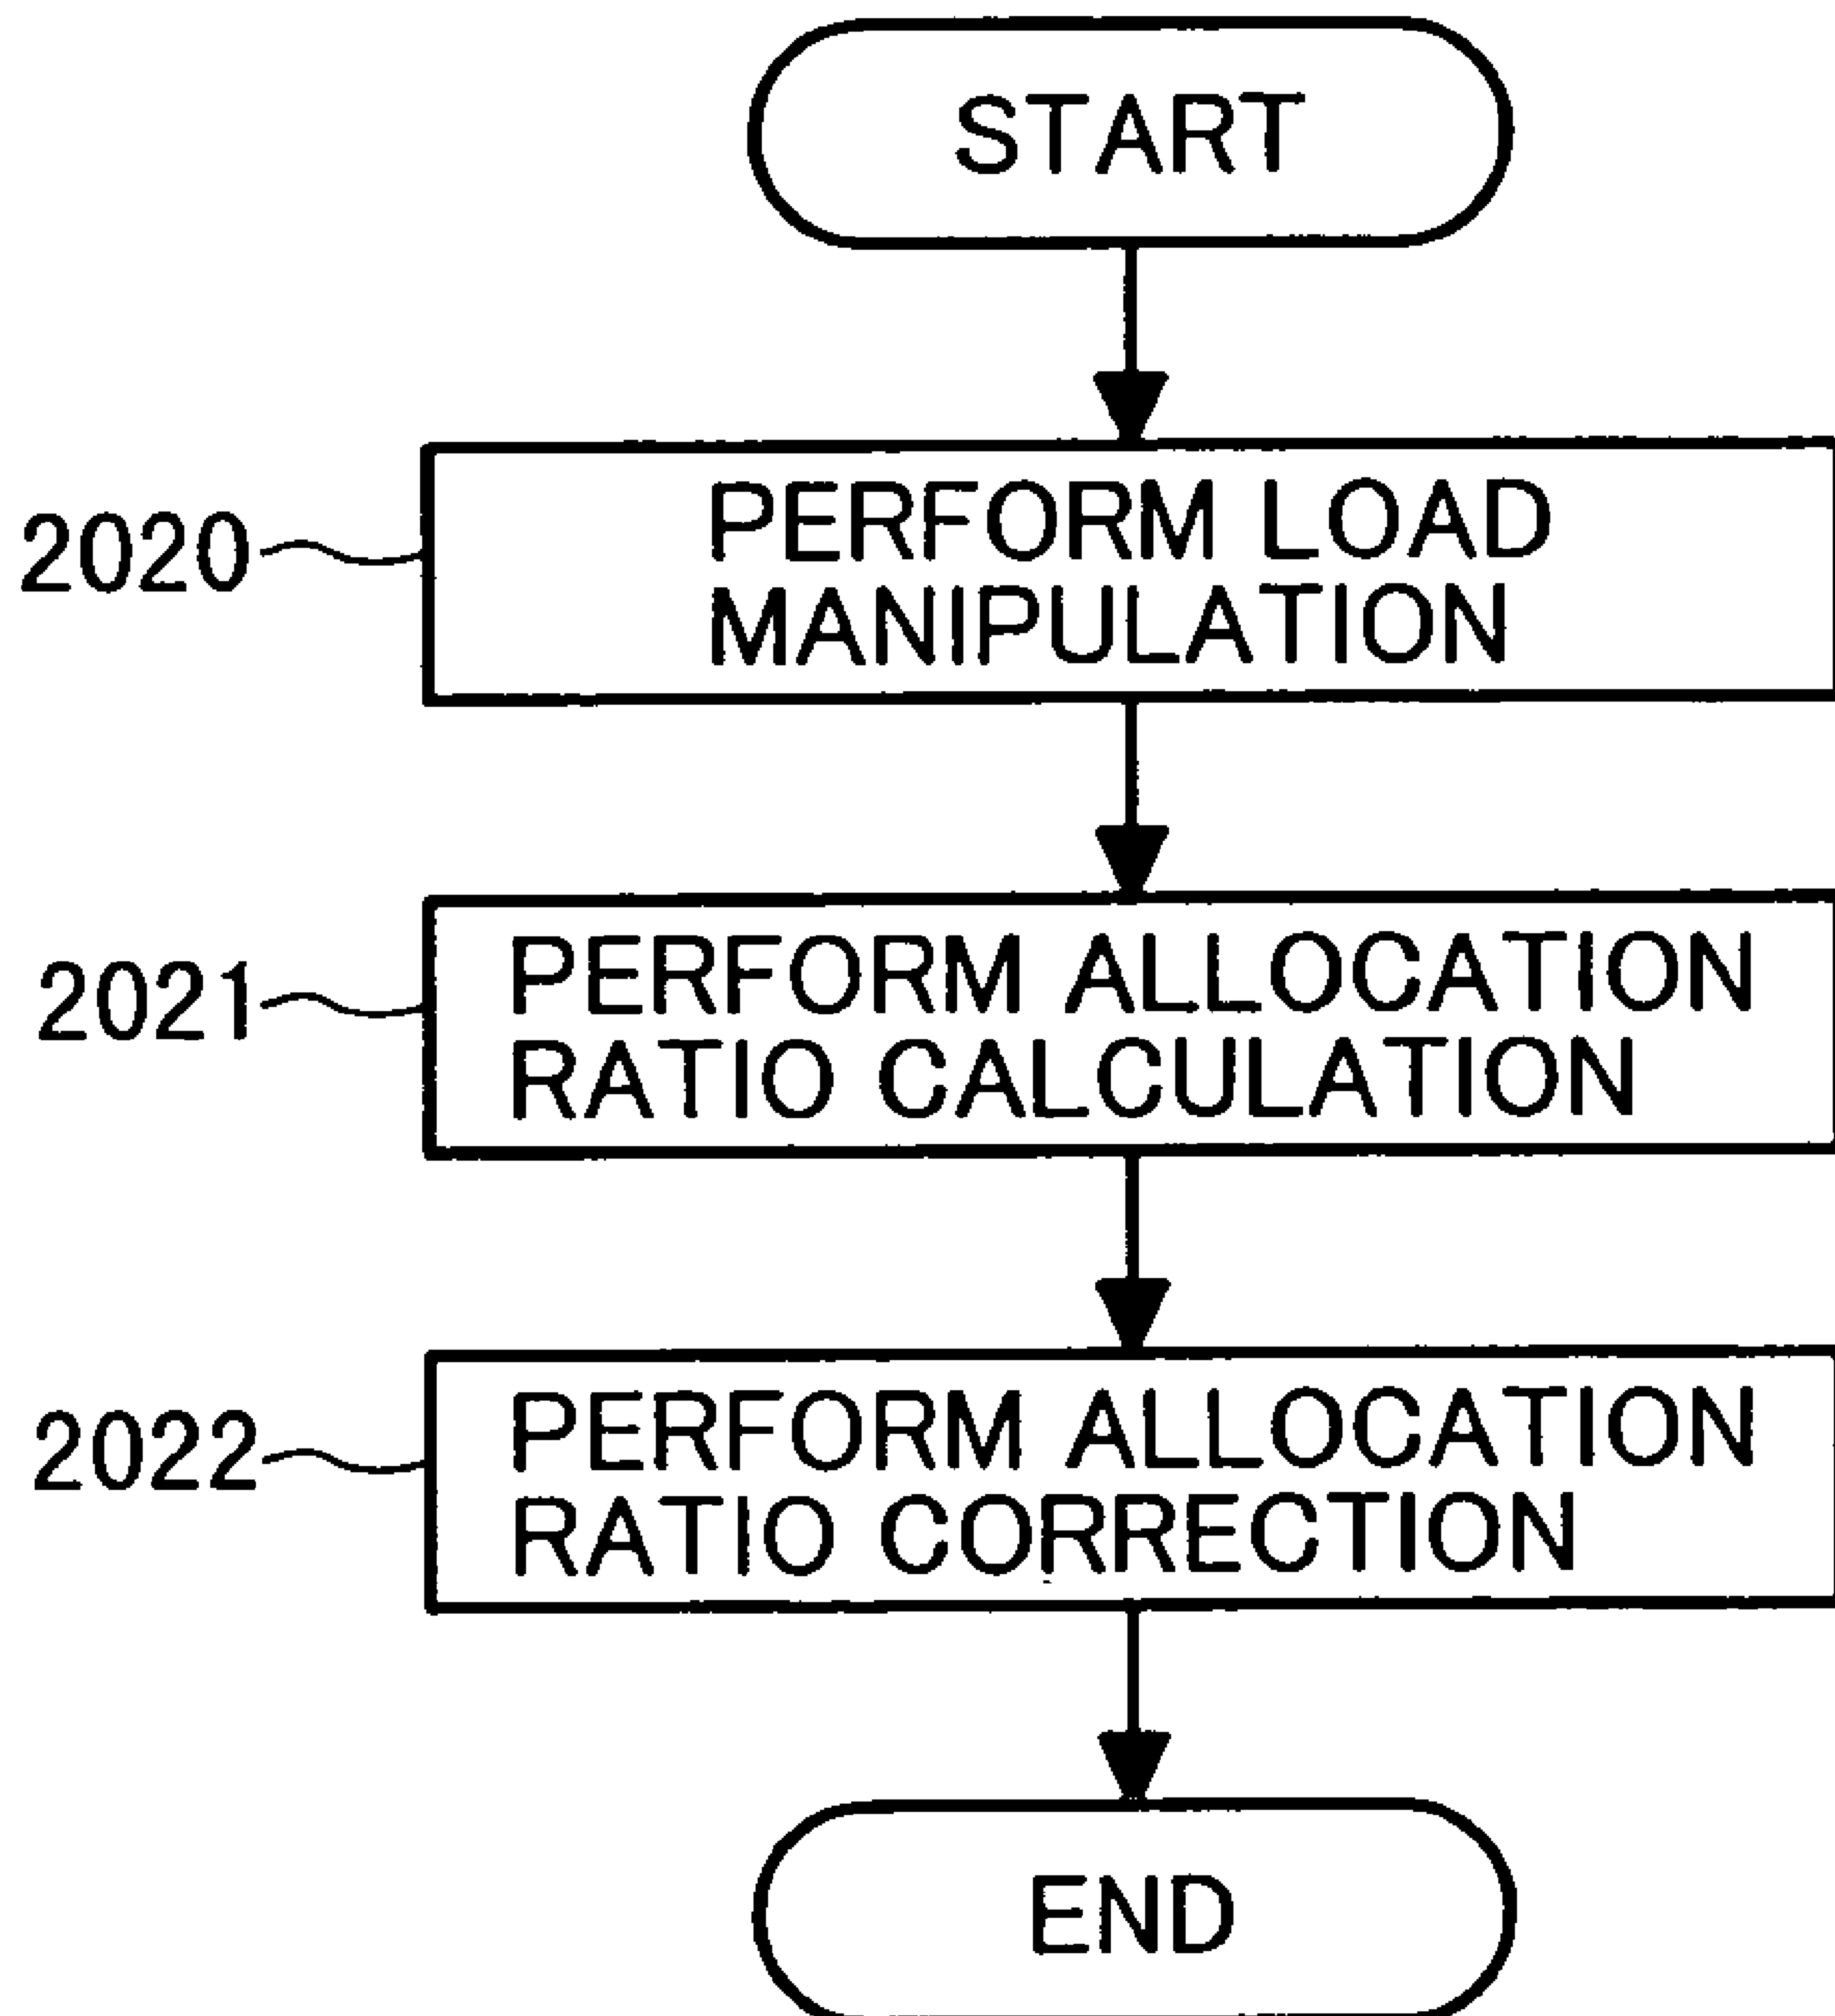 START
2020
PERFORM LOAD
MANIPULATION
2021
PERFORM ALLOCATION
RATIO CALCULATION
2022
PERFORM ALLOCATION
RATIO CORRECTION
END